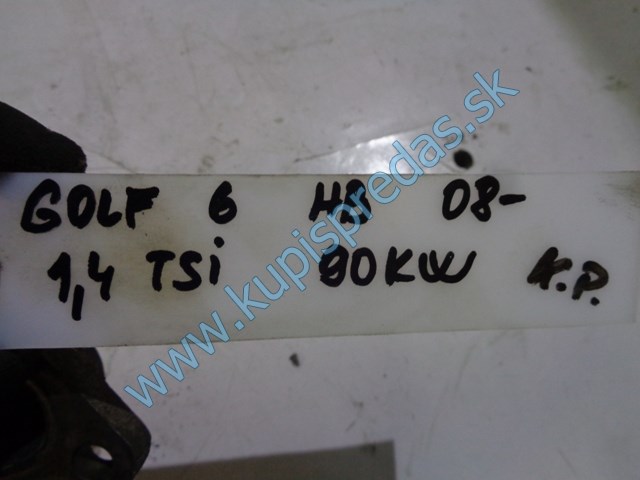 GOLF 6 HB 08-
1,4 TSi 90KW K.P.
www.kupispredas.sk